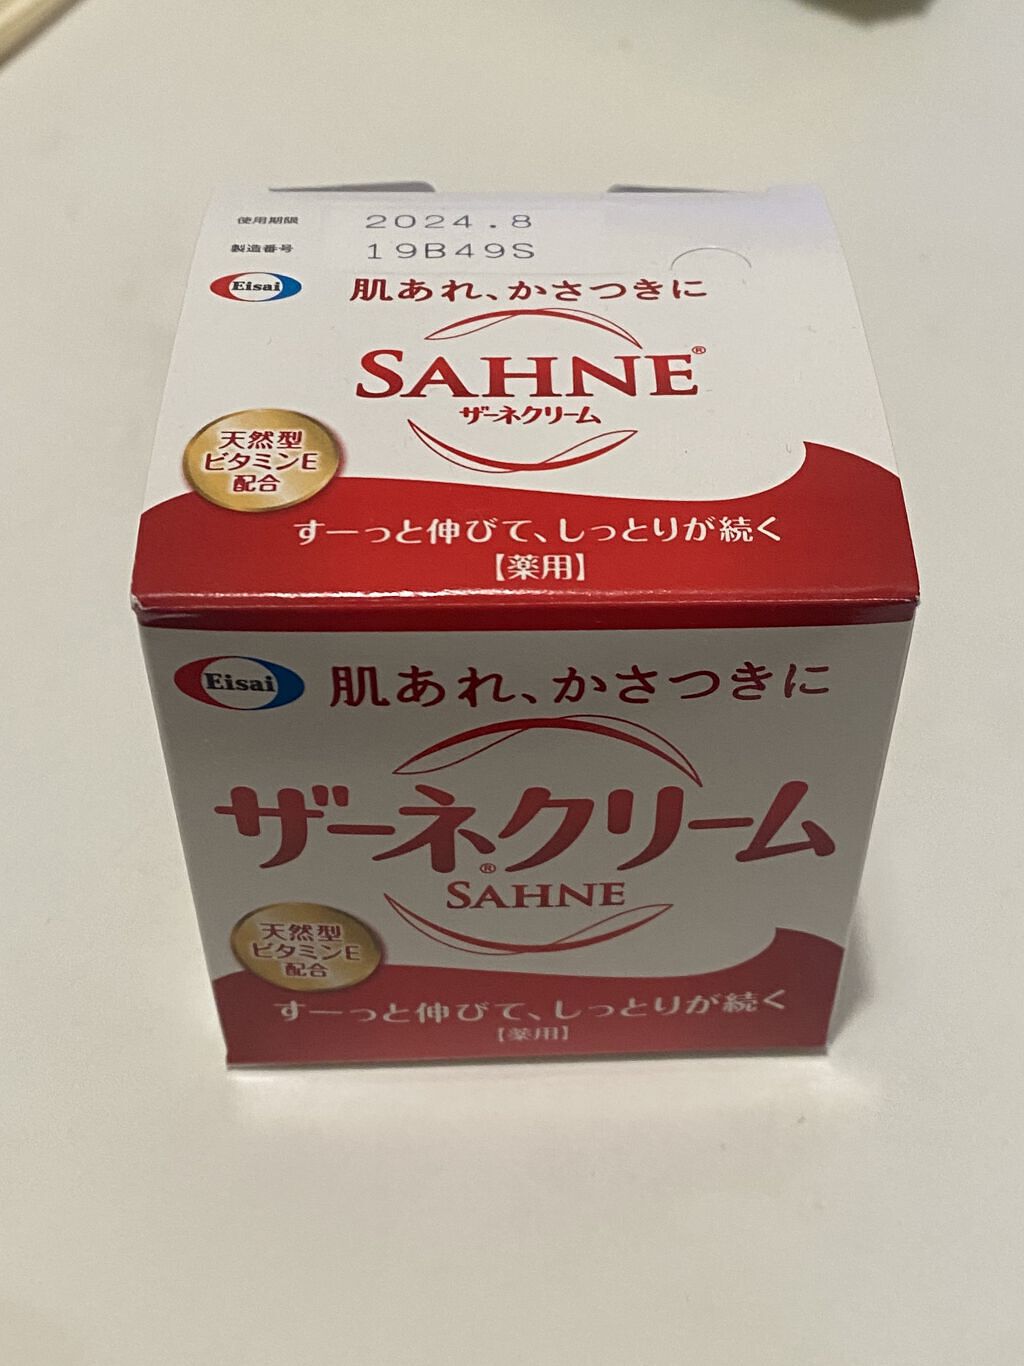 使用期限 2024.8
製造番号 19B49S
Eisai
肌あれ、かさつきに
SAHNE®
ザーネクリーム
天然型
ビタミンE
配合
すーっと伸びて、しっとりが続く
【薬用】
Eisai
肌あれ、かさつきに
ザーネクリーム®
SAHNE
天然型
ビタミンE
配合
すーっと伸びて、しっとりが続く
【薬用】